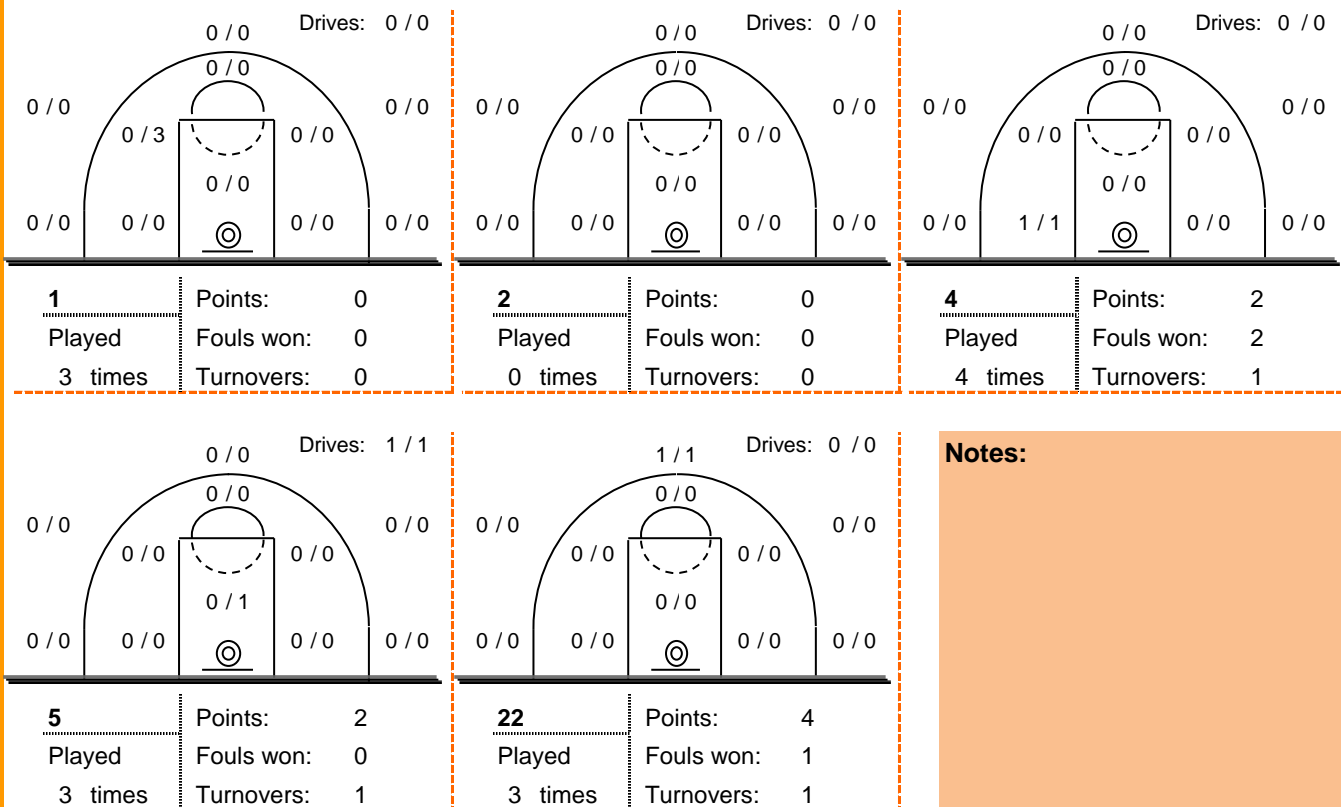 0 / 0 Drives: 0 / 0
0 / 0
0 / 0 0 / 0
0 / 3 0 / 0
0 / 0
0 / 0 0 / 0 0 / 0 0 / 0
1 Points: 0
Played Fouls won: 0
3 times Turnovers: 0
0 / 0 Drives: 0 / 0
0 / 0
0 / 0 0 / 0
0 / 0 0 / 0
0 / 0
0 / 0 0 / 0 0 / 0 0 / 0
2 Points: 0
Played Fouls won: 0
0 times Turnovers: 0
0 / 0 Drives: 0 / 0
0 / 0
0 / 0 0 / 0
0 / 0 0 / 0
0 / 0
0 / 0 1 / 1 0 / 0 0 / 0
4 Points: 2
Played Fouls won: 2
4 times Turnovers: 1
0 / 0 Drives: 1 / 1
0 / 0
0 / 0 0 / 0
0 / 0 0 / 0
0 / 1
0 / 0 0 / 0 0 / 0 0 / 0
5 Points: 2
Played Fouls won: 0
3 times Turnovers: 1
1 / 1 Drives: 0 / 0
0 / 0
0 / 0 0 / 0
0 / 0 0 / 0
0 / 0
0 / 0 0 / 0 0 / 0 0 / 0
22 Points: 4
Played Fouls won: 1
3 times Turnovers: 1
Notes: